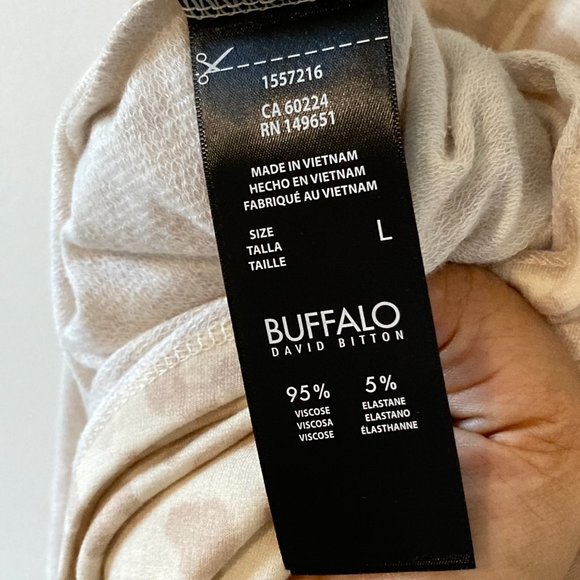 1557216
CA 60224
RN 149651
MADE IN VIETNAM
HECHO EN VIETNAM
FABRIQUÉ AU VIETNAM
SIZE
TALLA
TAILLE
L
BUFFALO
DAVID BITTON
95%
VISCOSE
VISCOSA
VISCOSE
5%
ELASTANE
ELASTANO
ÉLASTHANNE